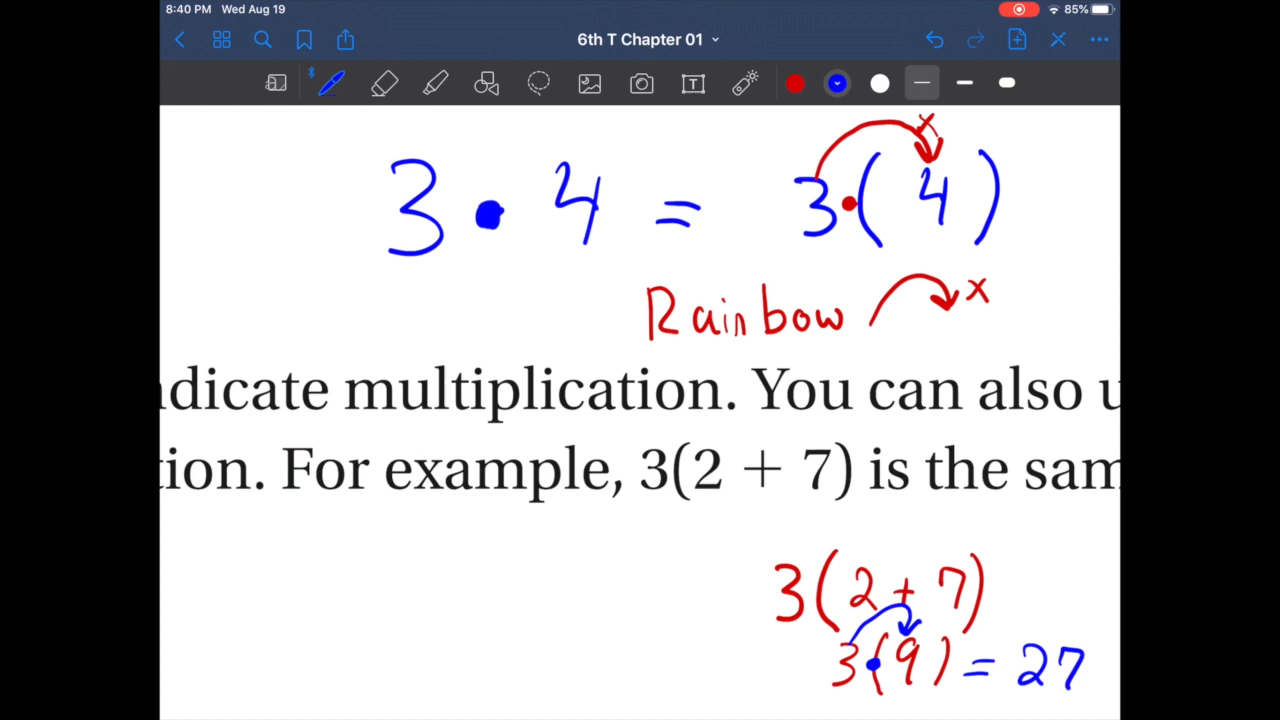 8:40 PM Wed Aug 19 85%
6th T Chapter 01
3 • 4 = 3•(4) x
Rainbow x
ndicate multiplication. You can also u
tion. For example, 3(2 + 7) is the sam
3(2 + 7)
3•(9) = 27